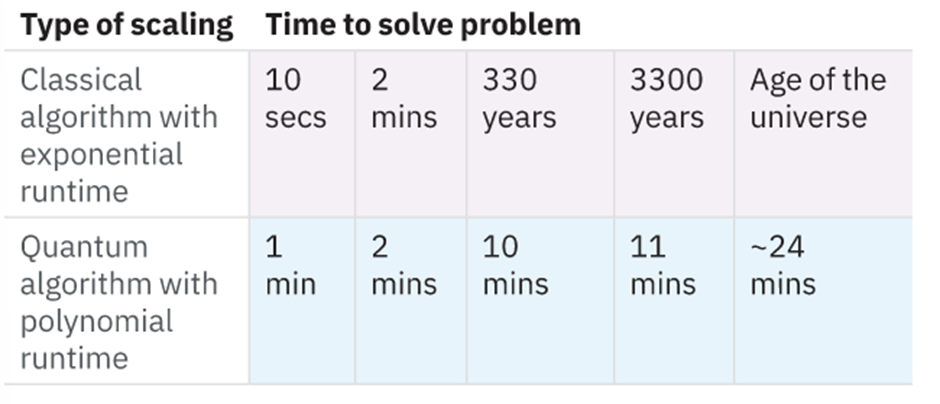 Type of scaling Time to solve problem
Classical algorithm with exponential runtime 10 secs 2 mins 330 years 3300 years Age of the universe
Quantum algorithm with polynomial runtime 1 min 2 mins 10 mins 11 mins ~24 mins